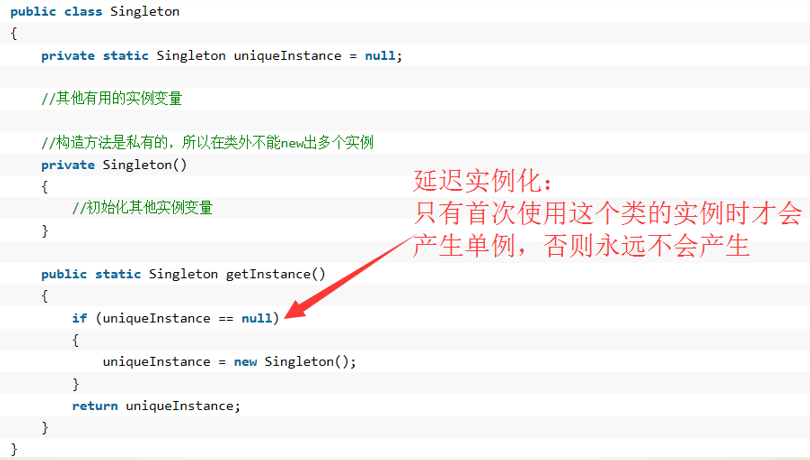 public class Singleton
{
    private static Singleton uniqueInstance = null;
    //其他有用的实例变量
    //构造方法是私有的，所以在类外不能new出多个实例
    private Singleton()
    {
        //初始化其他实例变量
    }
延迟实例化：
只有首次使用这个类的实例时才会
产生单例，否则永远不会产生
    public static Singleton getInstance()
    {
        if (uniqueInstance == null)
        {
            uniqueInstance = new Singleton();
        }
        return uniqueInstance;
    }
}